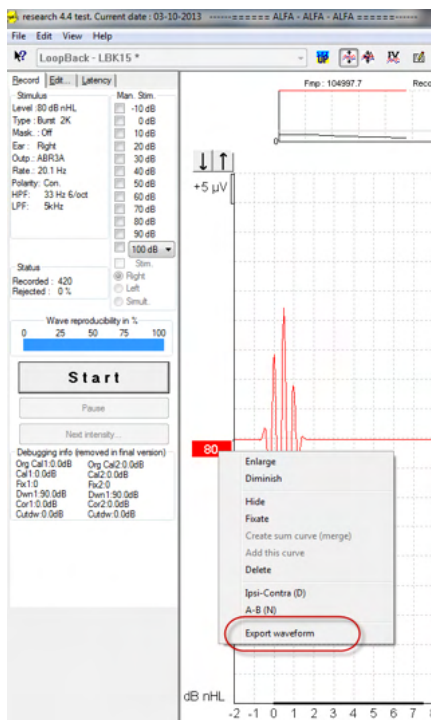 research 4.4 test. Current date : 03-10-2013 ------====== ALFA - ALFA - ALFA ======------
File Edit View Help
LoopBack - LBK15 *
Record Edit... Latency
Stimulus
Level :80 dB nHL
Type : Burst 2K
Mask. : Off
Ear : Right
Outp.: ABR3A
Rate.: 20.1 Hz
Polarity: Con.
HPF: 33 Hz 6/oct
LPF: 5kHz
Man. Stim.
-10 dB
0 dB
10 dB
20 dB
30 dB
40 dB
50 dB
60 dB
70 dB
80 dB
90 dB
100 dB
Stim.
Right
Left
Simult.
Status
Recorded : 420
Rejected : 0 %
Wave reproducibility in %
0 25 50 75 100
Start
Pause
Next intensity...
Debugging info (removed in final version)
Org Cal1:0.0dB Org Cal2:0.0dB
Cal1:0.0dB Cal2:0.0dB
Fix1:0 Fix2:0
Dwn1:90.0dB Dwn1:90.0dB
Cor1:0.0dB Cor2:0.0dB
Cutdw:0.0dB Cutdw:0.0dB
Fmp : 104997.7
0
+5 µV
80
Enlarge
Diminish
Hide
Fixate
Create sum curve (merge)
Add this curve
Delete
Ipsi-Contra (D)
A-B (N)
Export waveform
dB nHL
-2 -1 0 1 2 3 4 5 6 7